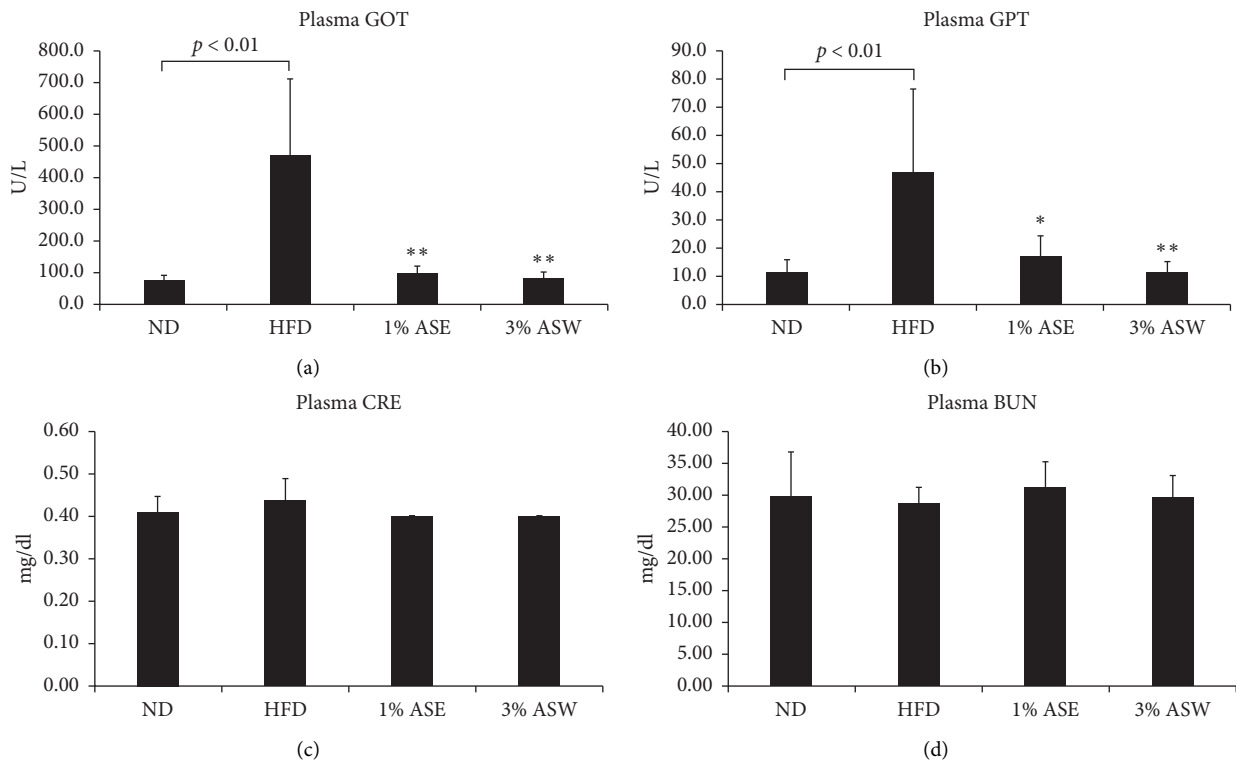 Plasma GOT
p < 0.01
800.0
700.0
600.0
500.0
400.0
300.0
200.0
100.0
0.0
U/L
**
**
ND HFD 1% ASE 3% ASW
(a)
Plasma GPT
p < 0.01
90.0
80.0
70.0
60.0
50.0
40.0
30.0
20.0
10.0
0.0
U/L
*
**
ND HFD 1% ASE 3% ASW
(b)
Plasma CRE
0.60
0.50
0.40
0.30
0.20
0.10
0.00
mg/dl
ND HFD 1% ASE 3% ASW
(c)
Plasma BUN
40.00
35.00
30.00
25.00
20.00
15.00
10.00
5.00
0.00
mg/dl
ND HFD 1% ASE 3% ASW
(d)